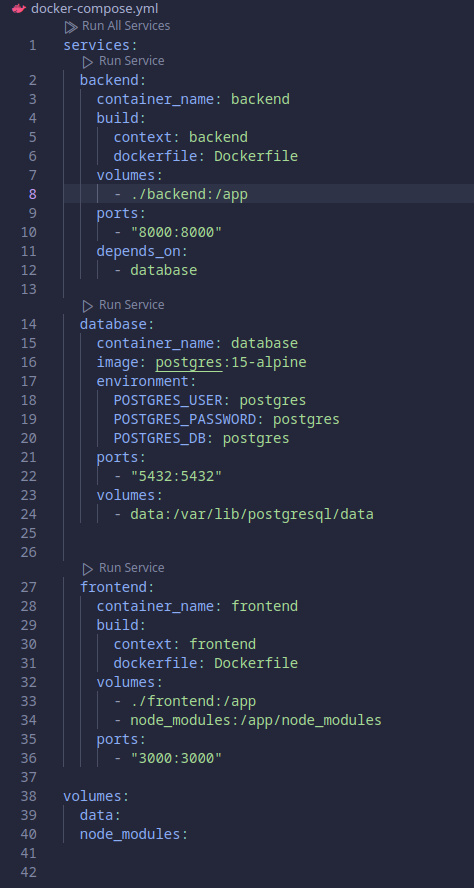 docker-compose.yml
Run All Services
1 services:
Run Service
2 backend:
3 container_name: backend
4 build:
5 context: backend
6 dockerfile: Dockerfile
7 volumes:
8 - ./backend:/app
9 ports:
10 - "8000:8000"
11 depends_on:
12 - database
13
Run Service
14 database:
15 container_name: database
16 image: postgres:15-alpine
17 environment:
18 POSTGRES_USER: postgres
19 POSTGRES_PASSWORD: postgres
20 POSTGRES_DB: postgres
21 ports:
22 - "5432:5432"
23 volumes:
24 - data:/var/lib/postgresql/data
25
26
Run Service
27 frontend:
28 container_name: frontend
29 build:
30 context: frontend
31 dockerfile: Dockerfile
32 volumes:
33 - ./frontend:/app
34 - node_modules:/app/node_modules
35 ports:
36 - "3000:3000"
37
38 volumes:
39 data:
40 node_modules:
41
42